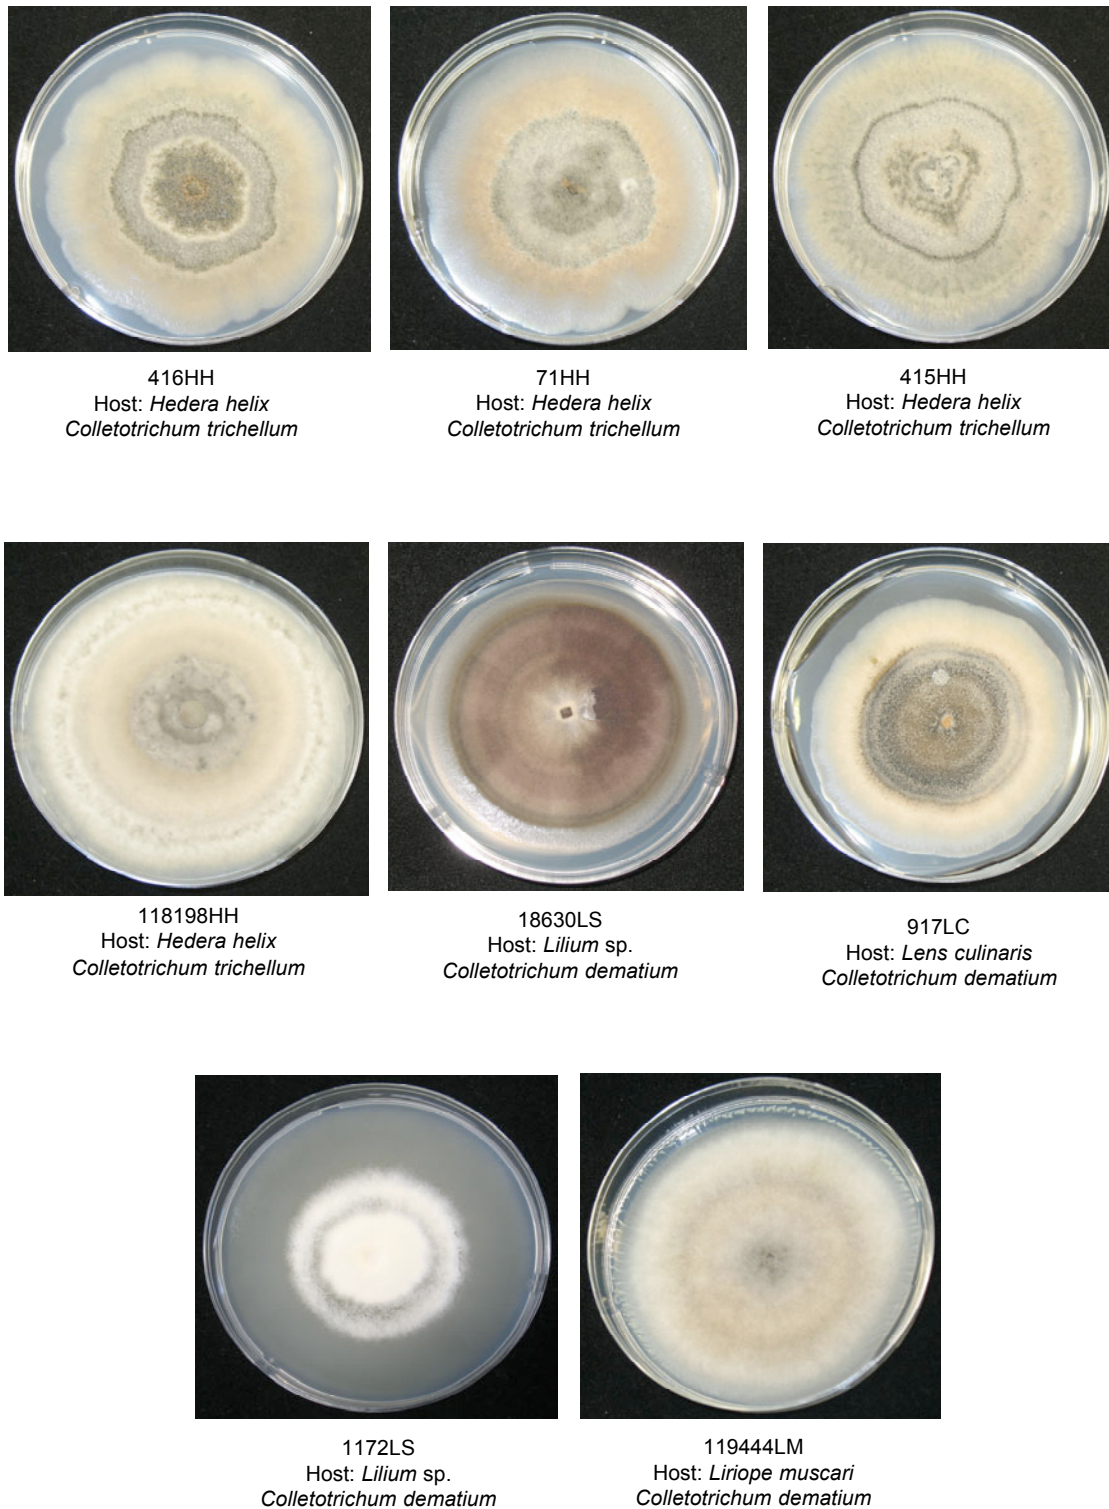 416HH
Host: Hedera helix
Colletotrichum trichellum
71HH
Host: Hedera helix
Colletotrichum trichellum
415HH
Host: Hedera helix
Colletotrichum trichellum
118198HH
Host: Hedera helix
Colletotrichum trichellum
18630LS
Host: Lilium sp.
Colletotrichum dematium
917LC
Host: Lens culinaris
Colletotrichum dematium
1172LS
Host: Lilium sp.
Colletotrichum dematium
119444LM
Host: Liriope muscari
Colletotrichum dematium